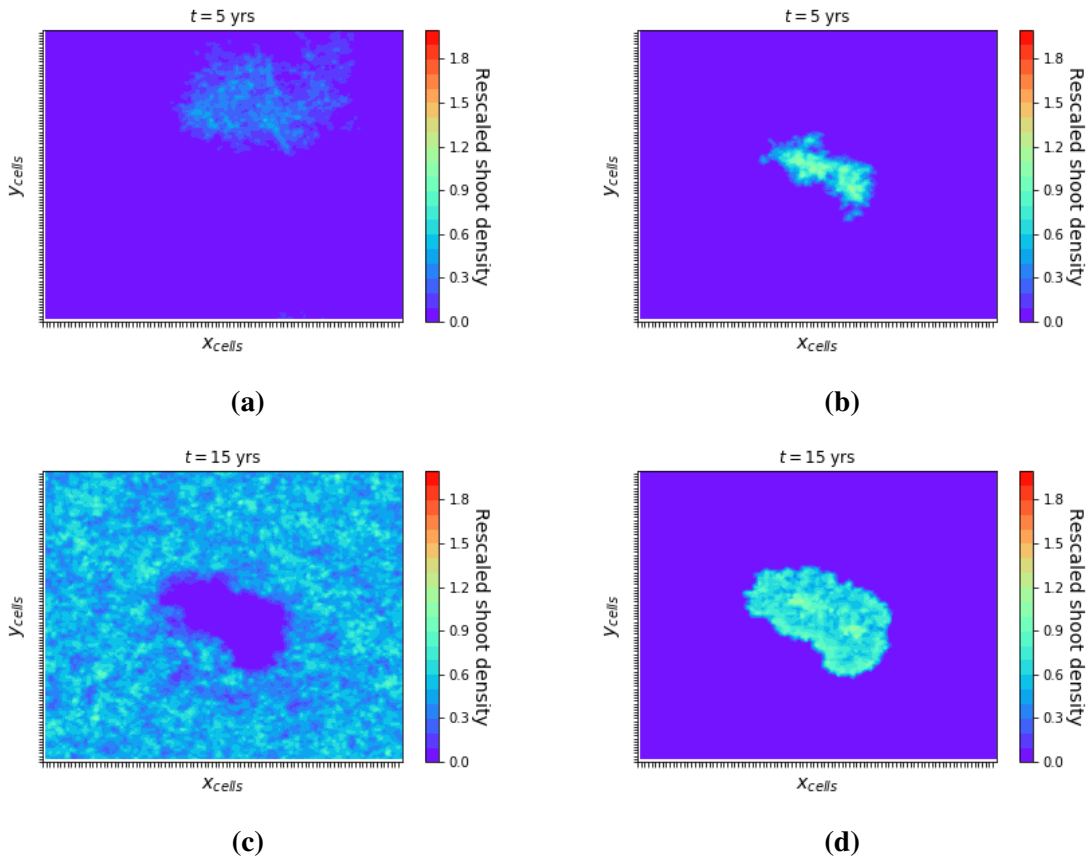 t = 5 yrs
y_cells
x_cells
1.8
1.5
1.2
0.9
0.6
0.3
0.0
Rescaled shoot density
(a)
t = 5 yrs
y_cells
x_cells
1.8
1.5
1.2
0.9
0.6
0.3
0.0
Rescaled shoot density
(b)
t = 15 yrs
y_cells
x_cells
1.8
1.5
1.2
0.9
0.6
0.3
0.0
Rescaled shoot density
(c)
t = 15 yrs
y_cells
x_cells
1.8
1.5
1.2
0.9
0.6
0.3
0.0
Rescaled shoot density
(d)